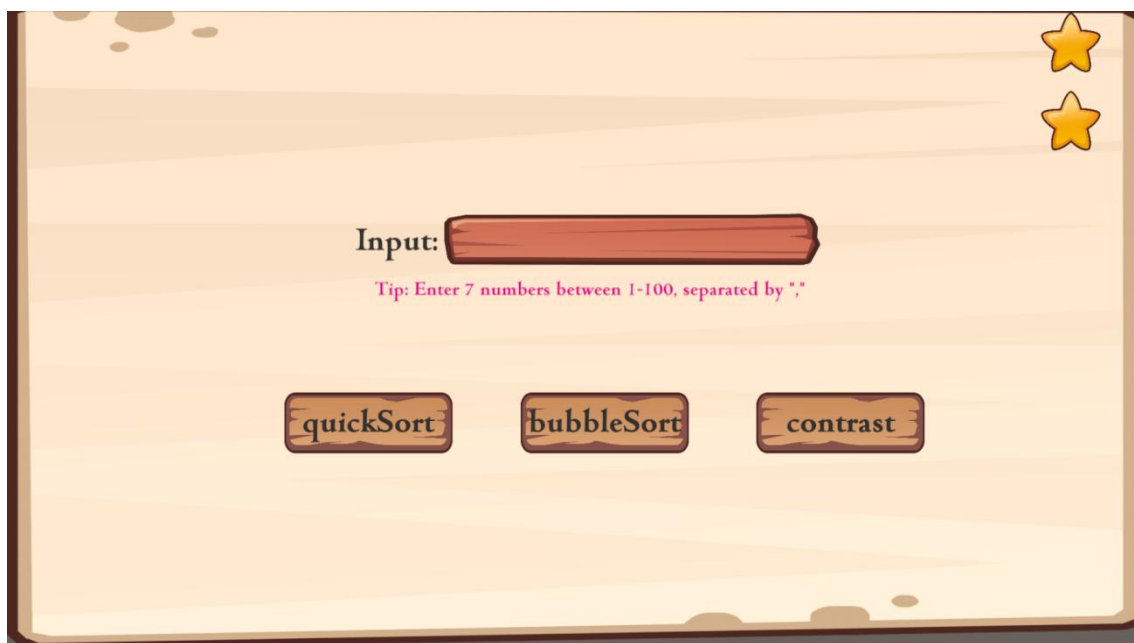 Input:
Tip: Enter 7 numbers between 1-100, separated by ","
quickSort
bubbleSort
contrast